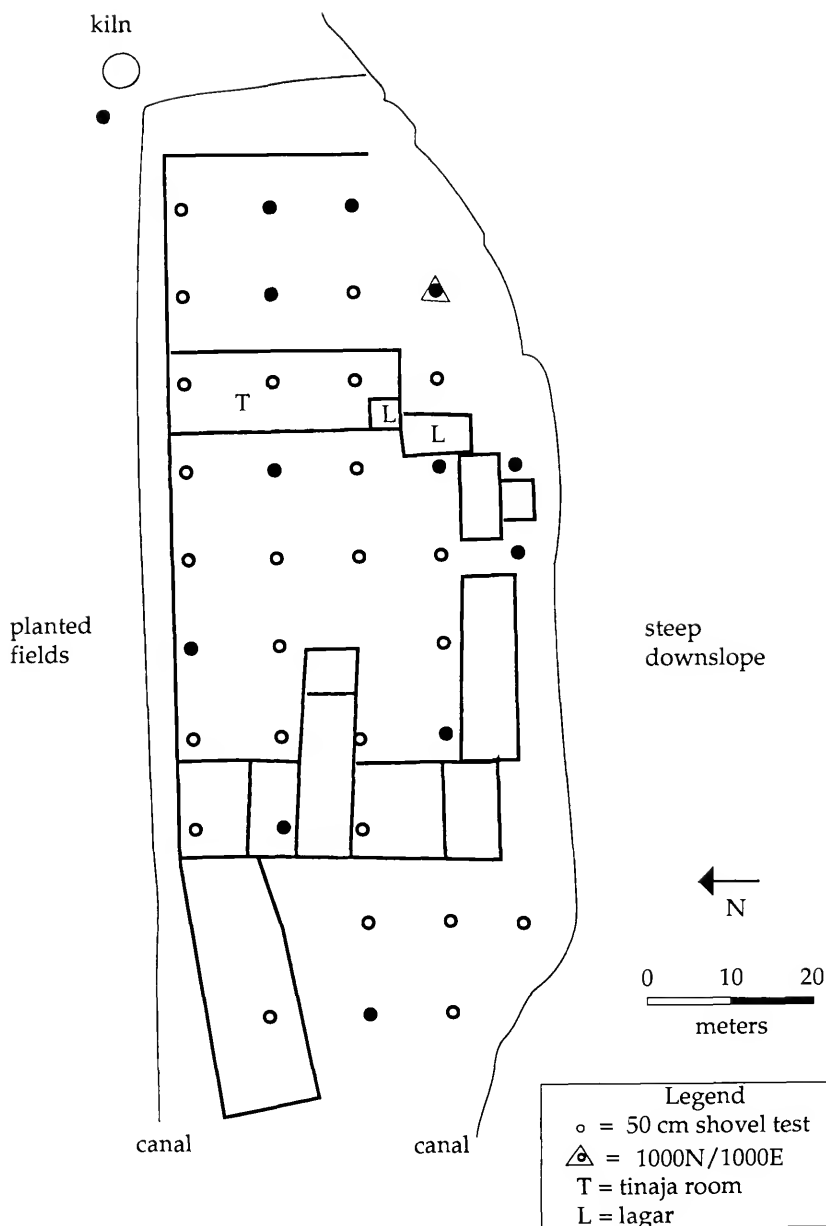 kiln
T
L
L
planted
fields
steep
downslope
N
0 10 20
meters
canal
canal
Legend
= 50 cm shovel test
= 1000N/1000E
T = tinaja room
L = lagar